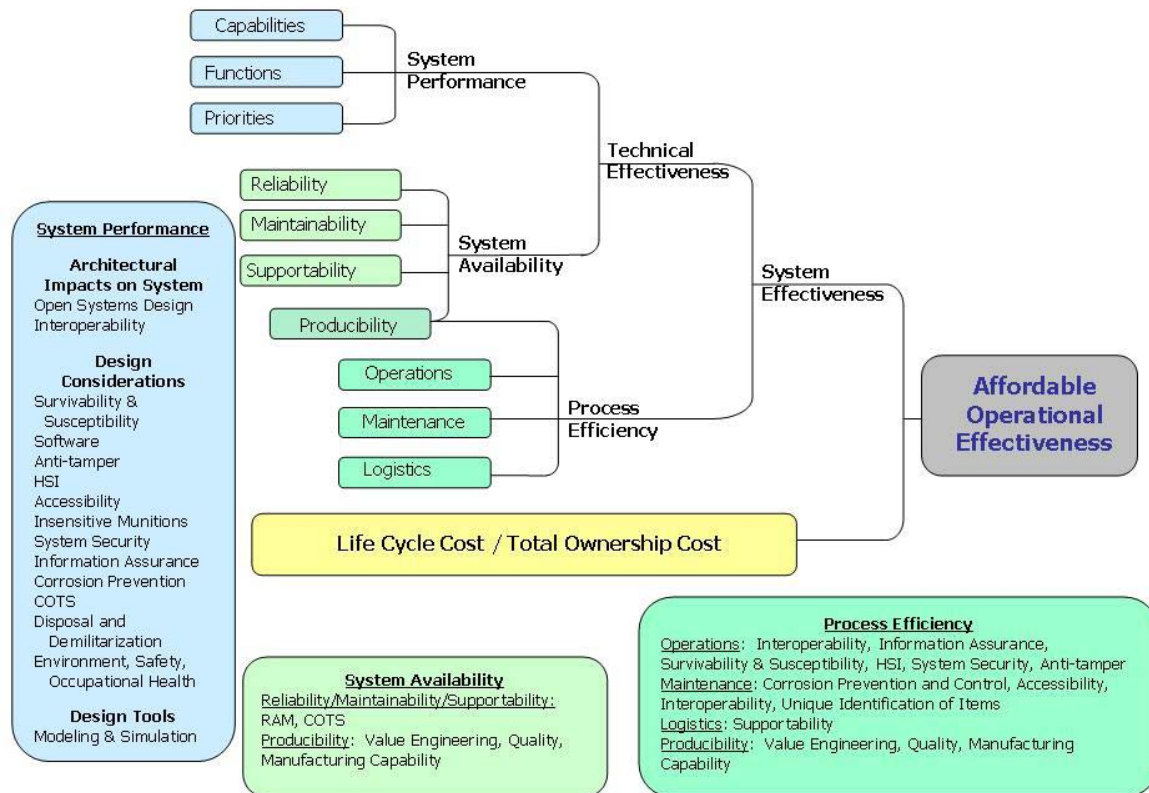 Capabilities
Functions
Priorities
System
Performance
Technical
Effectiveness
Reliability
Maintainability
Supportability
Producibility
System
Availability
System
Effectiveness
Operations
Maintenance
Logistics
Process
Efficiency
Affordable
Operational
Effectiveness
Life Cycle Cost / Total Ownership Cost
System Performance
Architectural
Impacts on System
Open Systems Design
Interoperability
Design
Considerations
Survivability &
Susceptibility
Software
Anti-tamper
HSI
Accessibility
Insensitive Munitions
System Security
Information Assurance
Corrosion Prevention
COTS
Disposal and
Demilitarization
Environment, Safety,
Occupational Health
Design Tools
Modeling & Simulation
System Availability
Reliability/Maintainability/Supportability:
RAM, COTS
Producibility: Value Engineering, Quality,
Manufacturing Capability
Process Efficiency
Operations: Interoperability, Information Assurance,
Survivability & Susceptibility, HSI, System Security, Anti-tamper
Maintenance: Corrosion Prevention and Control, Accessibility,
Interoperability, Unique Identification of Items
Logistics: Supportability
Producibility: Value Engineering, Quality, Manufacturing
Capability